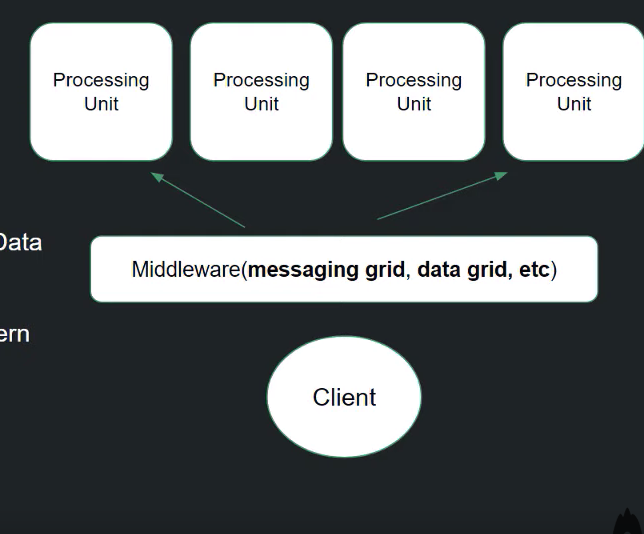 Processing
Unit
Processing
Unit
Processing
Unit
Processing
Unit
Data
Middleware(messaging grid, data grid, etc)
ern
Client